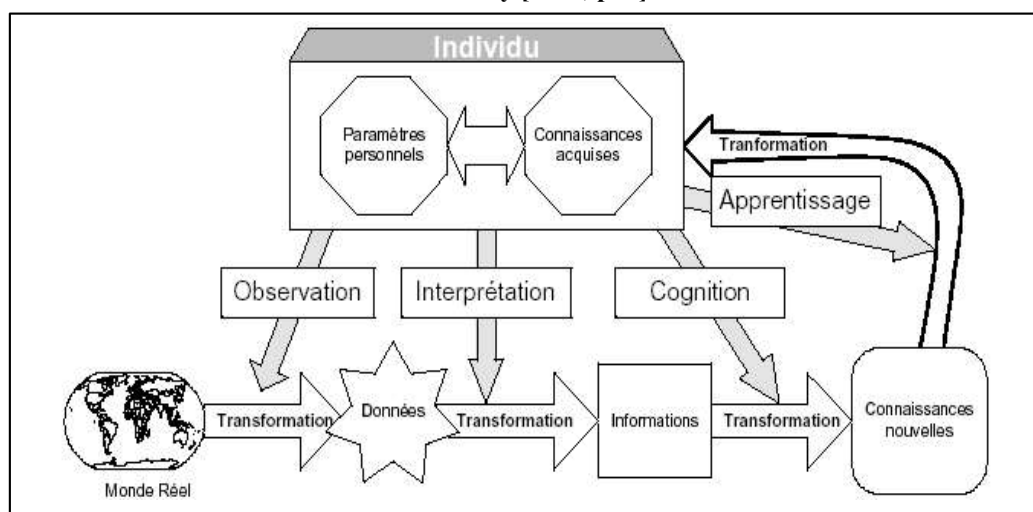 Individu
Paramètres
personnels
Connaissances
acquises
Tranformation
Apprentissage
Observation
Interprétation
Cognition
Transformation
Données
Transformation
Informations
Transformation
Connaissances
nouvelles
Monde Réel